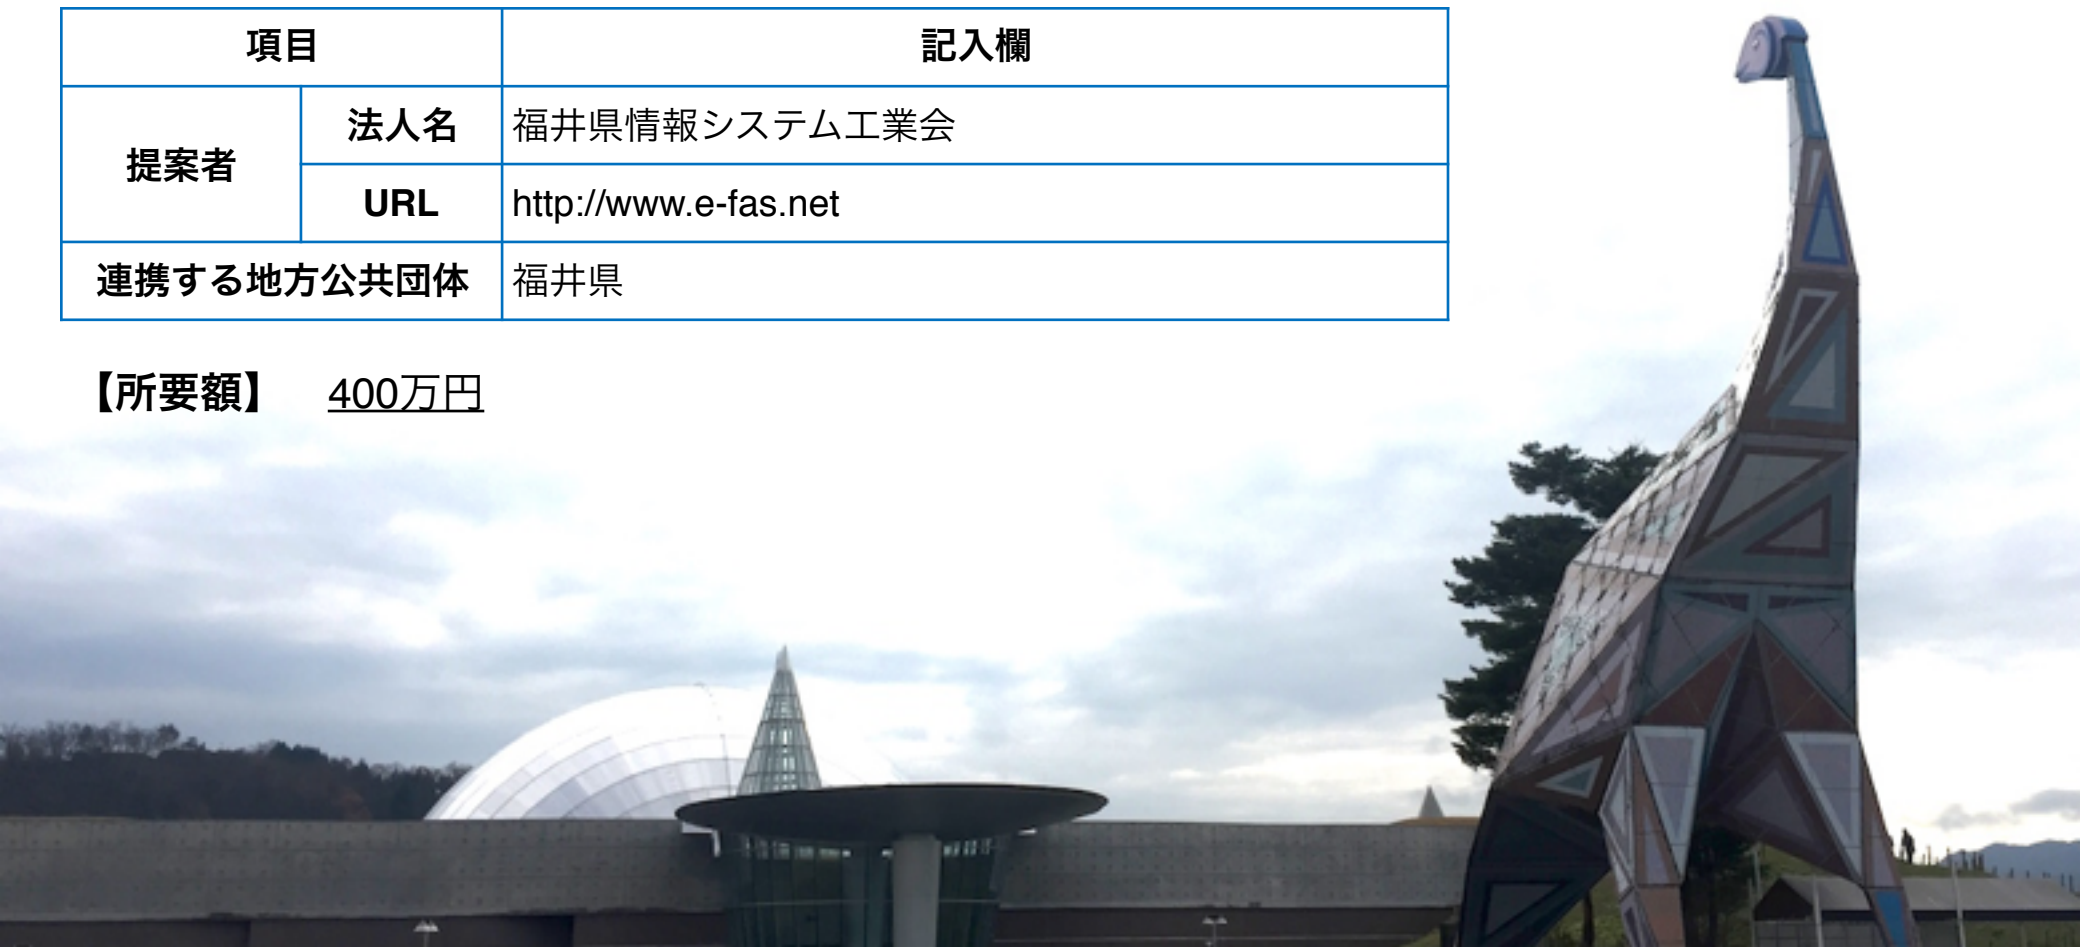 項目 記入欄
提案者 法人名 福井県情報システム工業会
URL http://www.e-fas.net
連携する地方公共団体 福井県
【所要額】 400万円